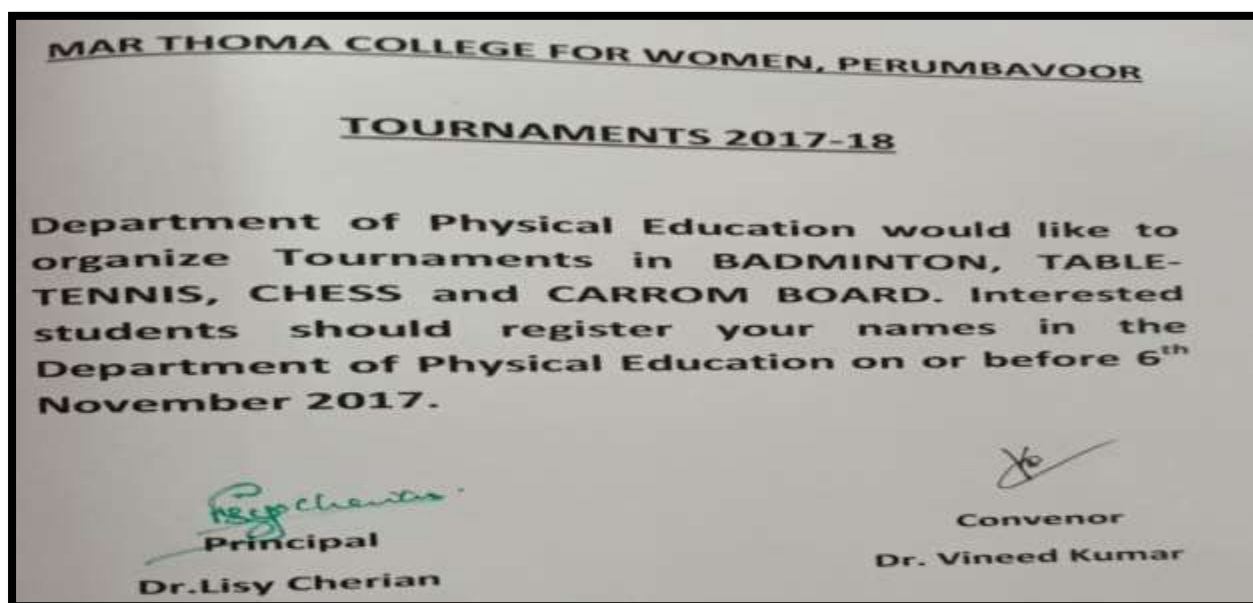 MAR THOMA COLLEGE FOR WOMEN, PERUMBAVOOR
TOURNAMENTS 2017-18
Department of Physical Education would like to
organize Tournaments in BADMINTON, TABLE-
TENNIS, CHESS and CARROM BOARD. Interested
students should register your names in the
Department of Physical Education on or before 6th
November 2017.
Principal
Dr.Lisy Cherian
Convenor
Dr. Vineed Kumar